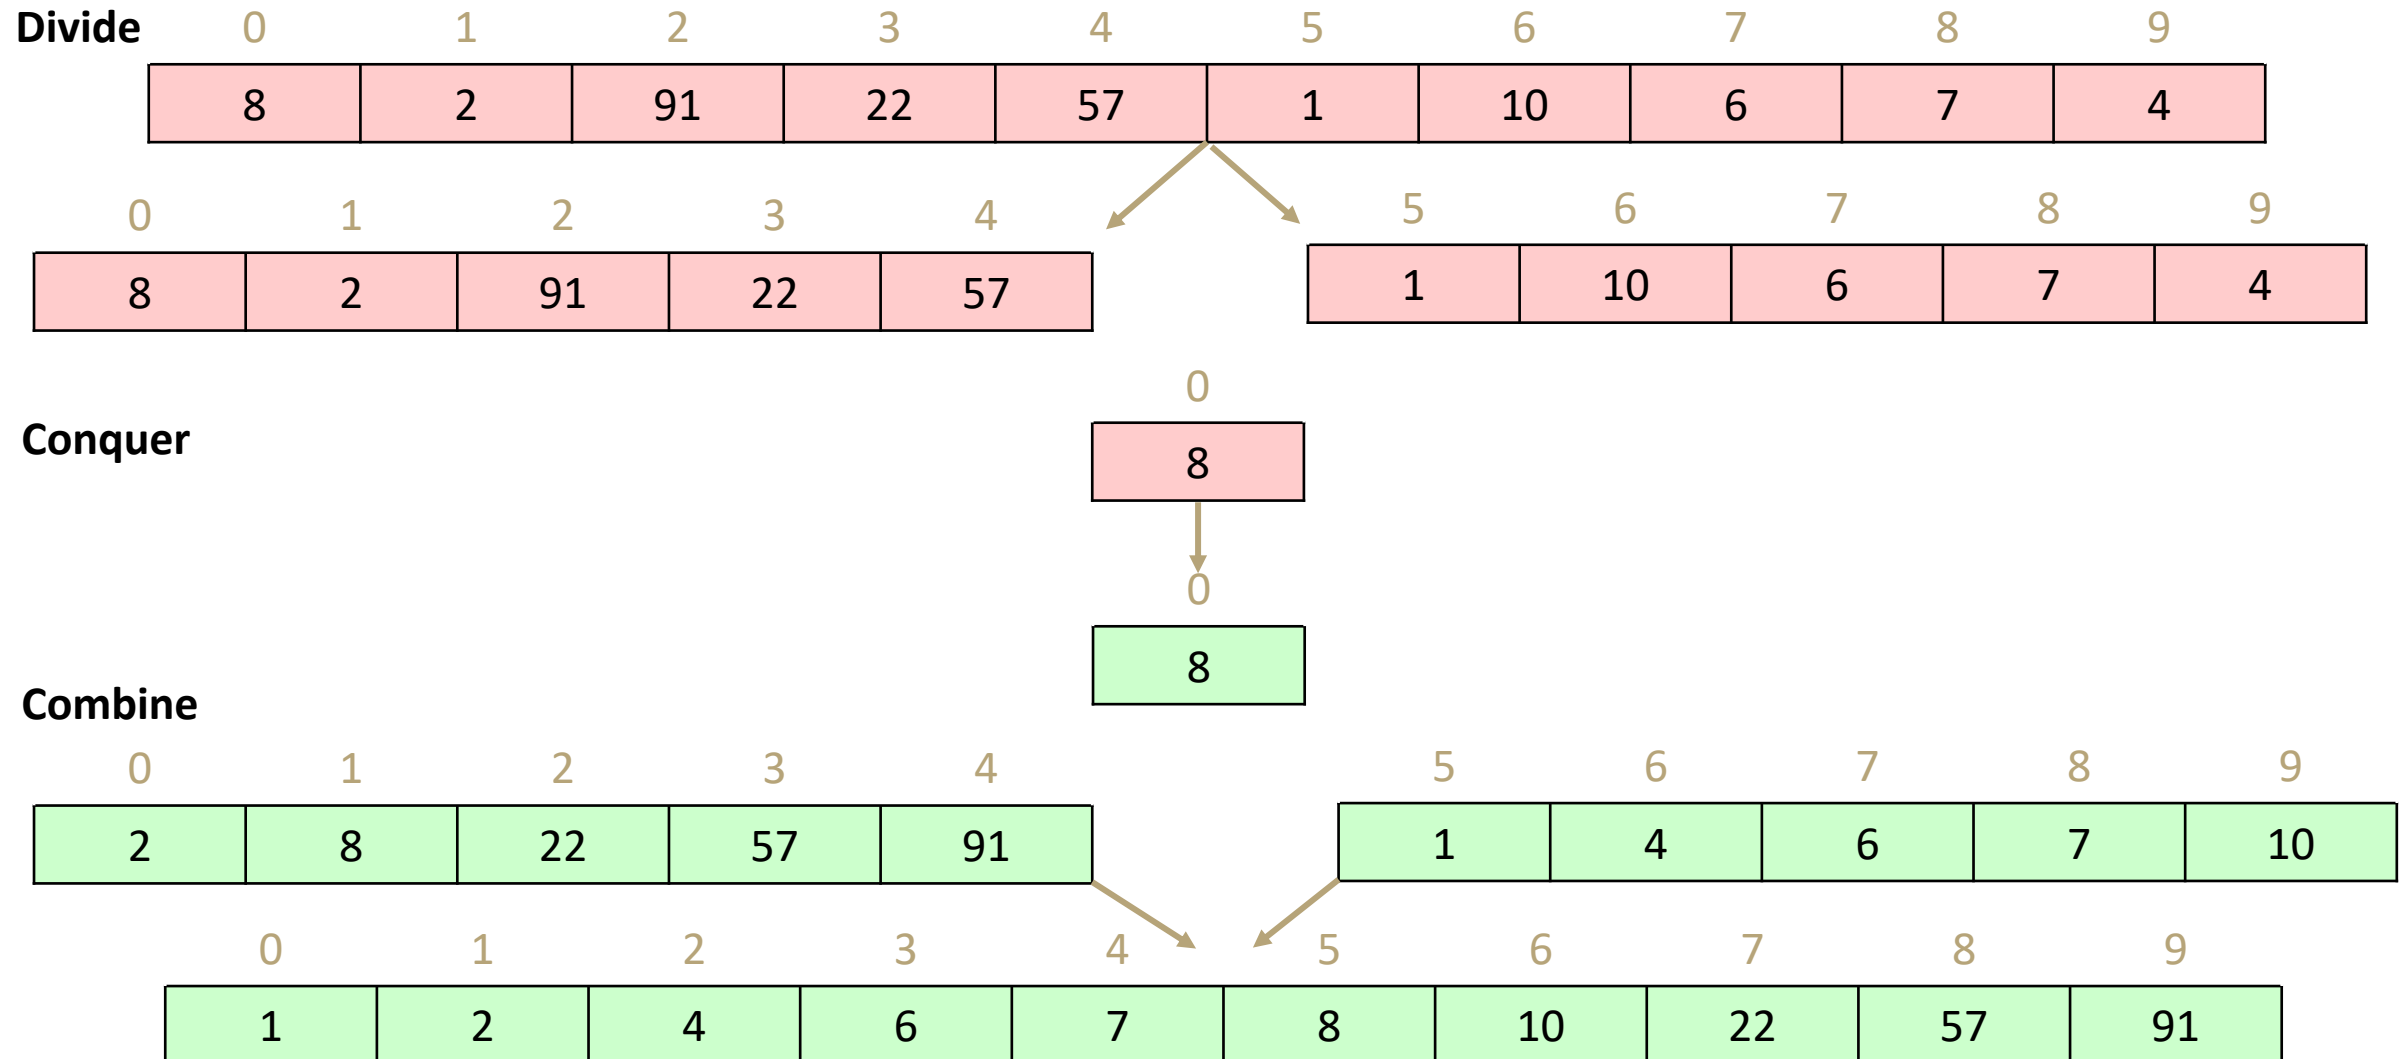 Divide 0 1 2 3 4 5 6 7 8 9
8 2 91 22 57 1 10 6 7 4
0 1 2 3 4 5 6 7 8 9
8 2 91 22 57 1 10 6 7 4
0
Conquer
8
0
8
Combine
0 1 2 3 4 5 6 7 8 9
2 8 22 57 91 1 4 6 7 10
0 1 2 3 4 5 6 7 8 9
1 2 4 6 7 8 10 22 57 91